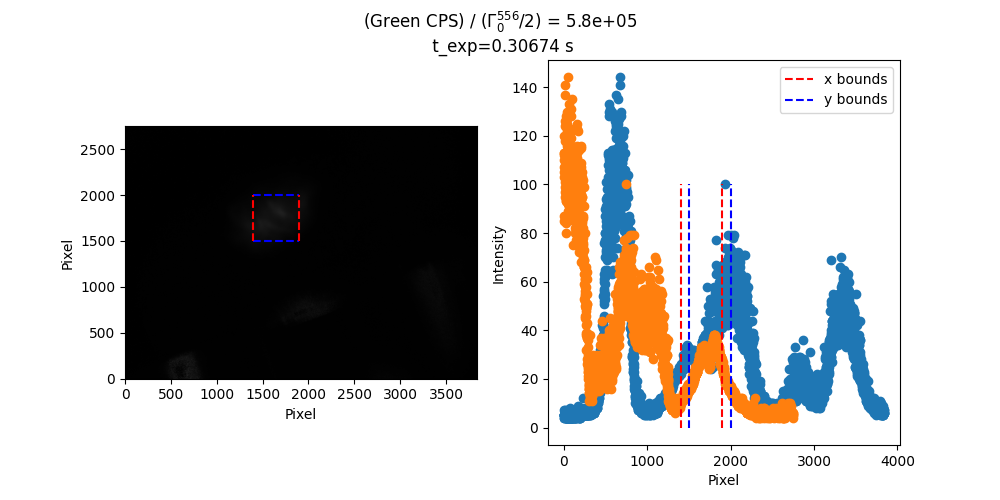 (Green CPS) / (Γ₀⁵⁵⁶/2) = 5.8e+05
t_exp=0.30674 s
2500
2000
1500
1000
500
0
0 500 1000 1500 2000 2500 3000 3500
Pixel
Pixel
140
120
100
80
60
40
20
0
0 1000 2000 3000 4000
Pixel
Intensity
x bounds
y bounds